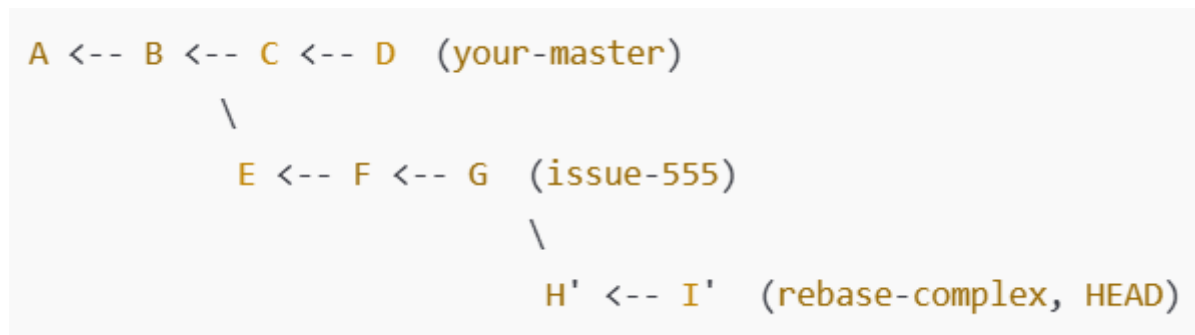 A <-- B <-- C <-- D  (your-master)
\
E <-- F <-- G  (issue-555)
\
H' <-- I'  (rebase-complex, HEAD)